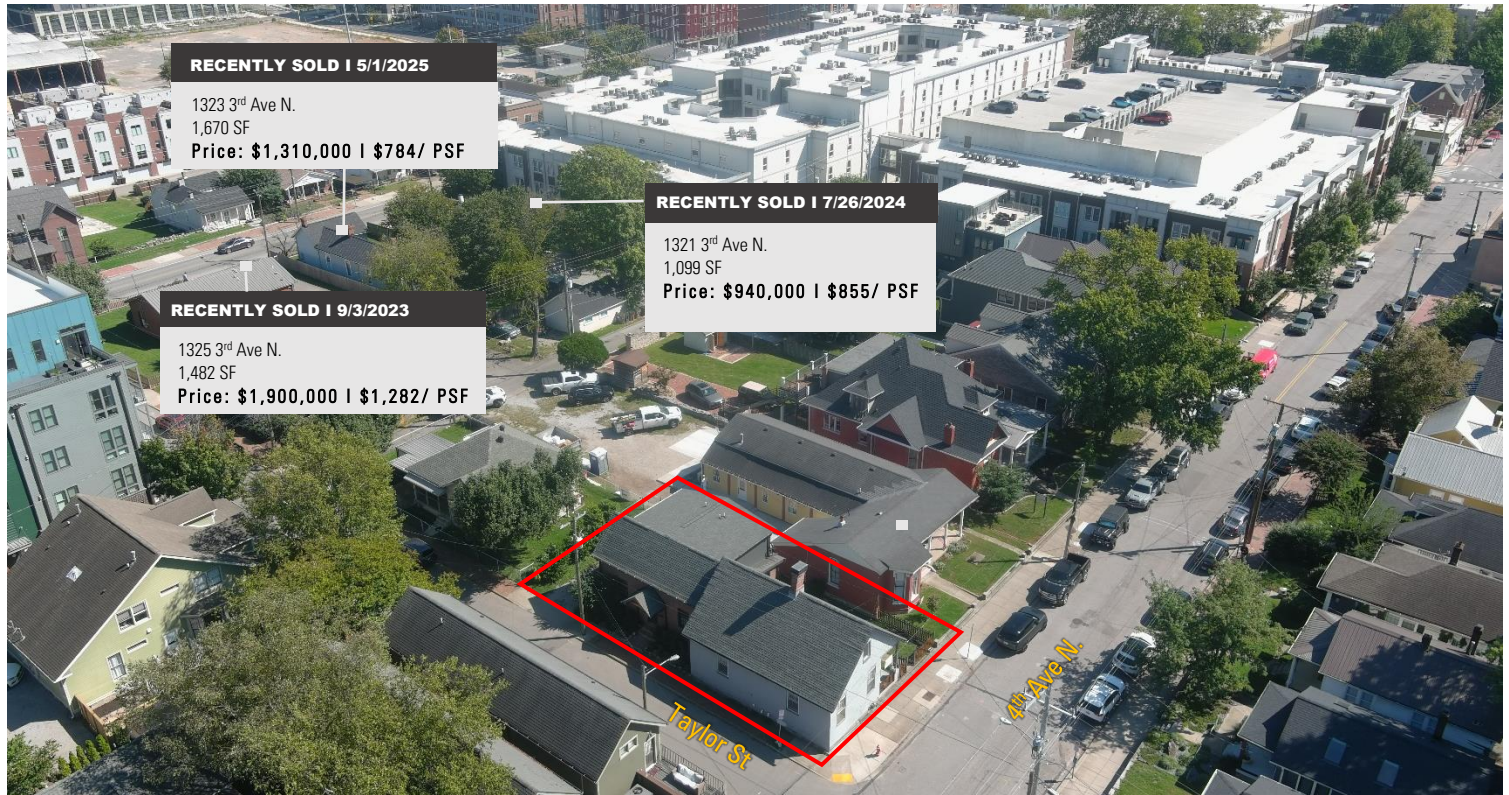 RECENTLY SOLD I 5/1/2025
1323 3rd Ave N.
1,670 SF
Price: $1,310,000 I $784/ PSF
RECENTLY SOLD I 7/26/2024
1321 3rd Ave N.
1,099 SF
Price: $940,000 I $855/ PSF
RECENTLY SOLD I 9/3/2023
1325 3rd Ave N.
1,482 SF
Price: $1,900,000 I $1,282/ PSF
Taylor St
4th Ave N.